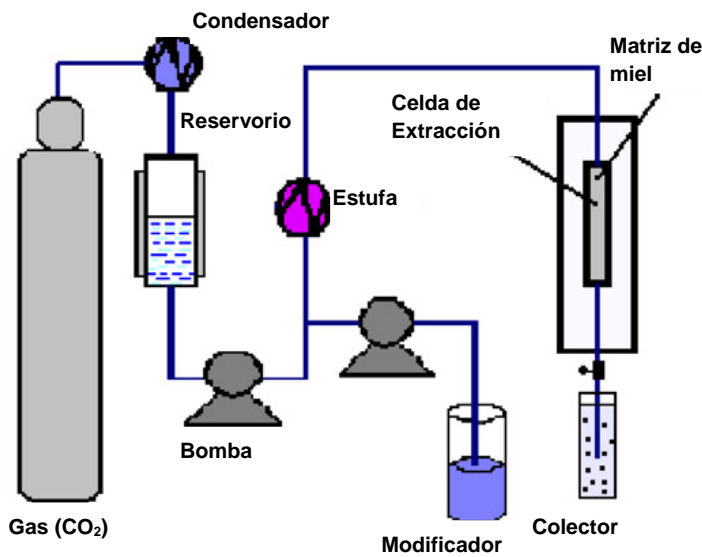 Condensador
Matriz de
miel
Celda de
Extracción
Reservorio
Estufa
Bomba
Gas (CO₂)
Modificador
Colector